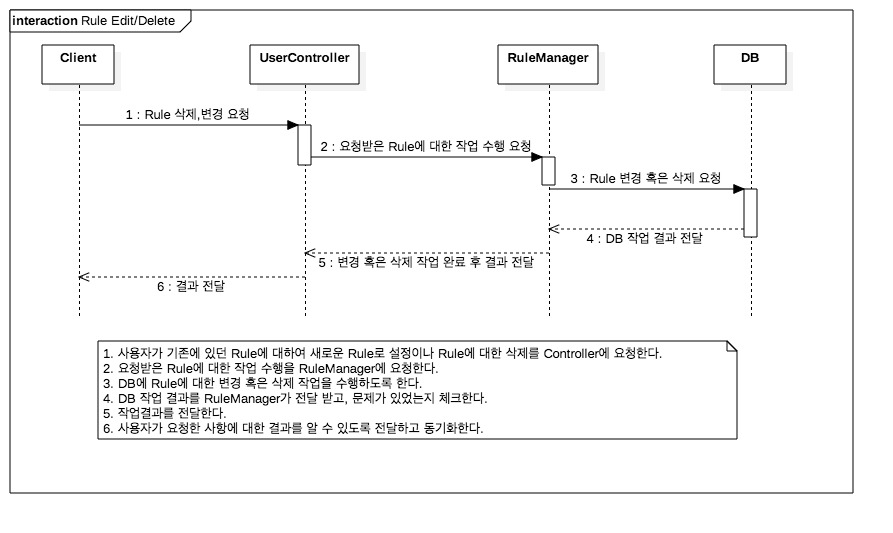 interaction Rule Edit/Delete
Client
UserController
RuleManager
DB
1 : Rule 삭제,변경 요청
2 : 요청받은 Rule에 대한 작업 수행 요청
3 : Rule 변경 혹은 삭제 요청
4 : DB 작업 결과 전달
5 : 변경 혹은 삭제 작업 완료 후 결과 전달
6 : 결과 전달
1. 사용자가 기존에 있던 Rule에 대하여 새로운 Rule로 설정이나 Rule에 대한 삭제를 Controller에 요청한다.
2. 요청받은 Rule에 대한 작업 수행을 RuleManager에 요청한다.
3. DB에 Rule에 대한 변경 혹은 삭제 작업을 수행하도록 한다.
4. DB 작업 결과를 RuleManager가 전달 받고, 문제가 있었는지 체크한다.
5. 작업결과를 전달한다.
6. 사용자가 요청한 사항에 대한 결과를 알 수 있도록 전달하고 동기화한다.